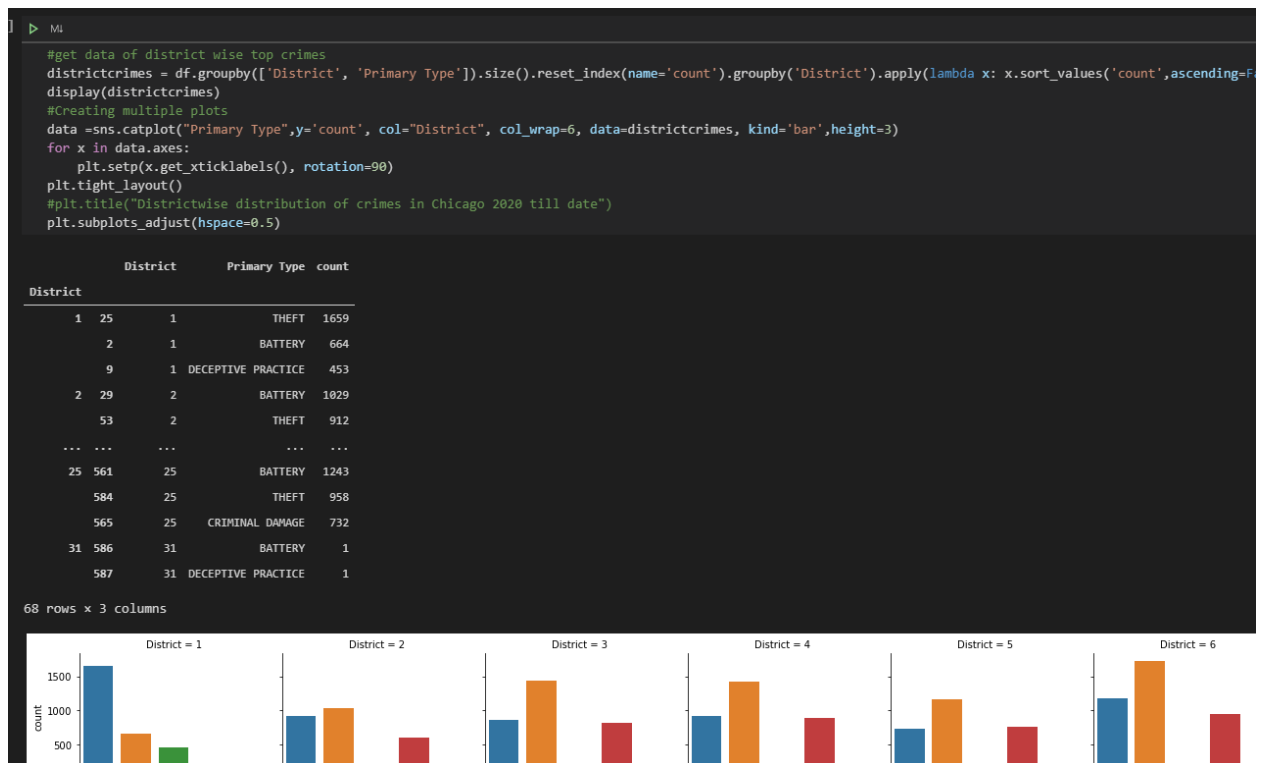 ] M↓
#get data of district wise top crimes
districtcrimes = df.groupby(['District', 'Primary Type']).size().reset_index(name='count').groupby('District').apply(lambda x: x.sort_values('count',ascending=Fa
display(districtcrimes)
#Creating multiple plots
data =sns.catplot("Primary Type",y='count', col="District", col_wrap=6, data=districtcrimes, kind='bar',height=3)
for x in data.axes:
    plt.setp(x.get_xticklabels(), rotation=90)
plt.tight_layout()
#plt.title("Districtwise distribution of crimes in Chicago 2020 till date")
plt.subplots_adjust(hspace=0.5)
District Primary Type count
District
1 25 1 THEFT 1659
2 1 BATTERY 664
9 1 DECEPTIVE PRACTICE 453
2 29 2 BATTERY 1029
53 2 THEFT 912
... ... ... ... ...
25 561 25 BATTERY 1243
584 25 THEFT 958
565 25 CRIMINAL DAMAGE 732
31 586 31 BATTERY 1
587 31 DECEPTIVE PRACTICE 1
68 rows × 3 columns
District = 1 District = 2 District = 3 District = 4 District = 5 District = 6
1500
1000
500
count